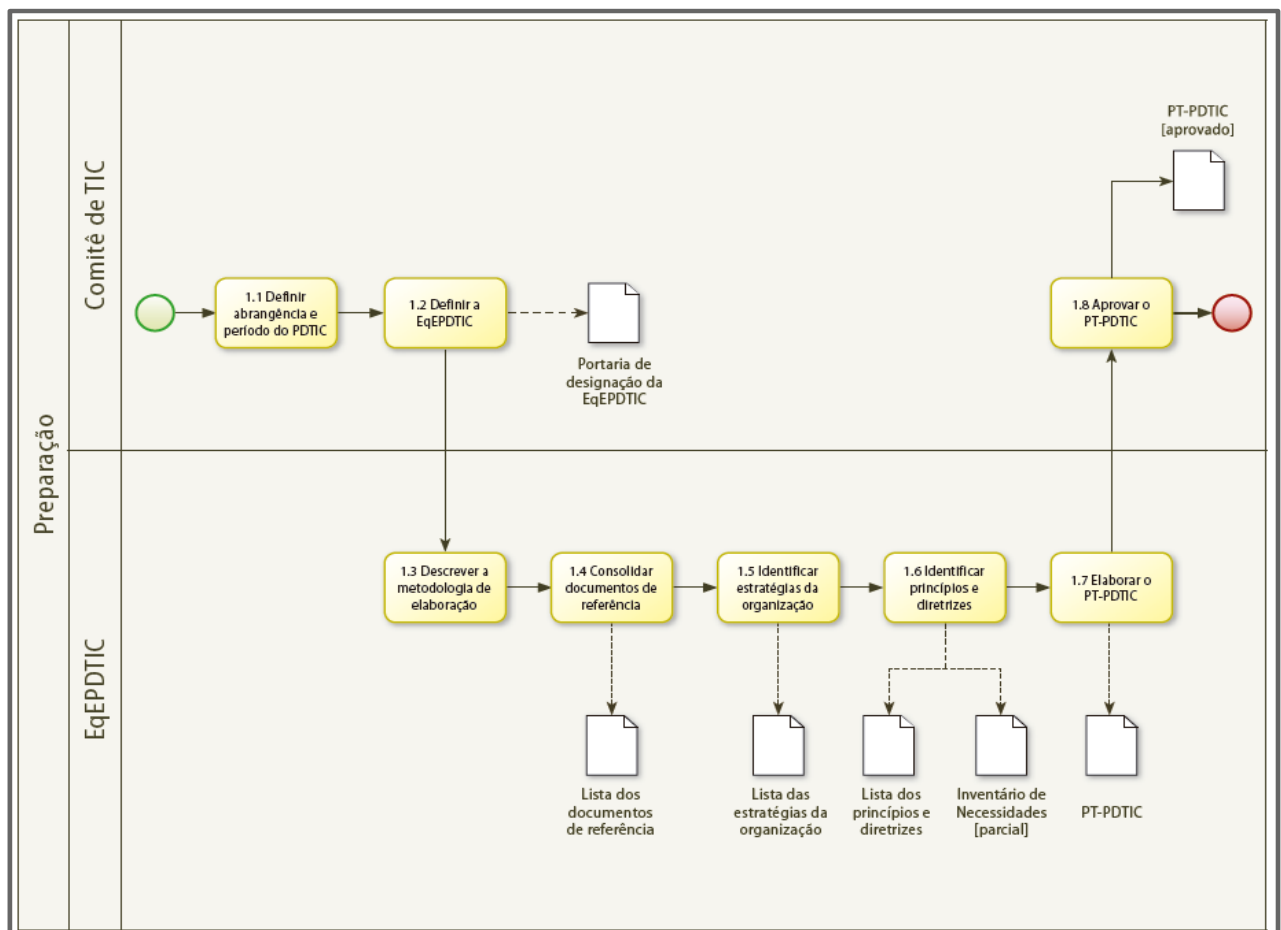 Preparação
Comitê de TIC
1.1 Definir
abrangência e
período do PDTIC
1.2 Definir a
EqEPDTIC
Portaria de
designação da
EqEPDTIC
PT-PDTIC
[aprovado]
1.8 Aprovar o
PT-PDTIC
EqEPDTIC
1.3 Descrever a
metodologia de
elaboração
1.4 Consolidar
documentos de
referência
1.5 Identificar
estratégias da
organização
1.6 Identificar
princípios e
diretrizes
1.7 Elaborar o
PT-PDTIC
Lista dos
documentos
de referência
Lista das
estratégias da
organização
Lista dos
princípios e
diretrizes
Inventário de
Necessidades
[parcial]
PT-PDTIC